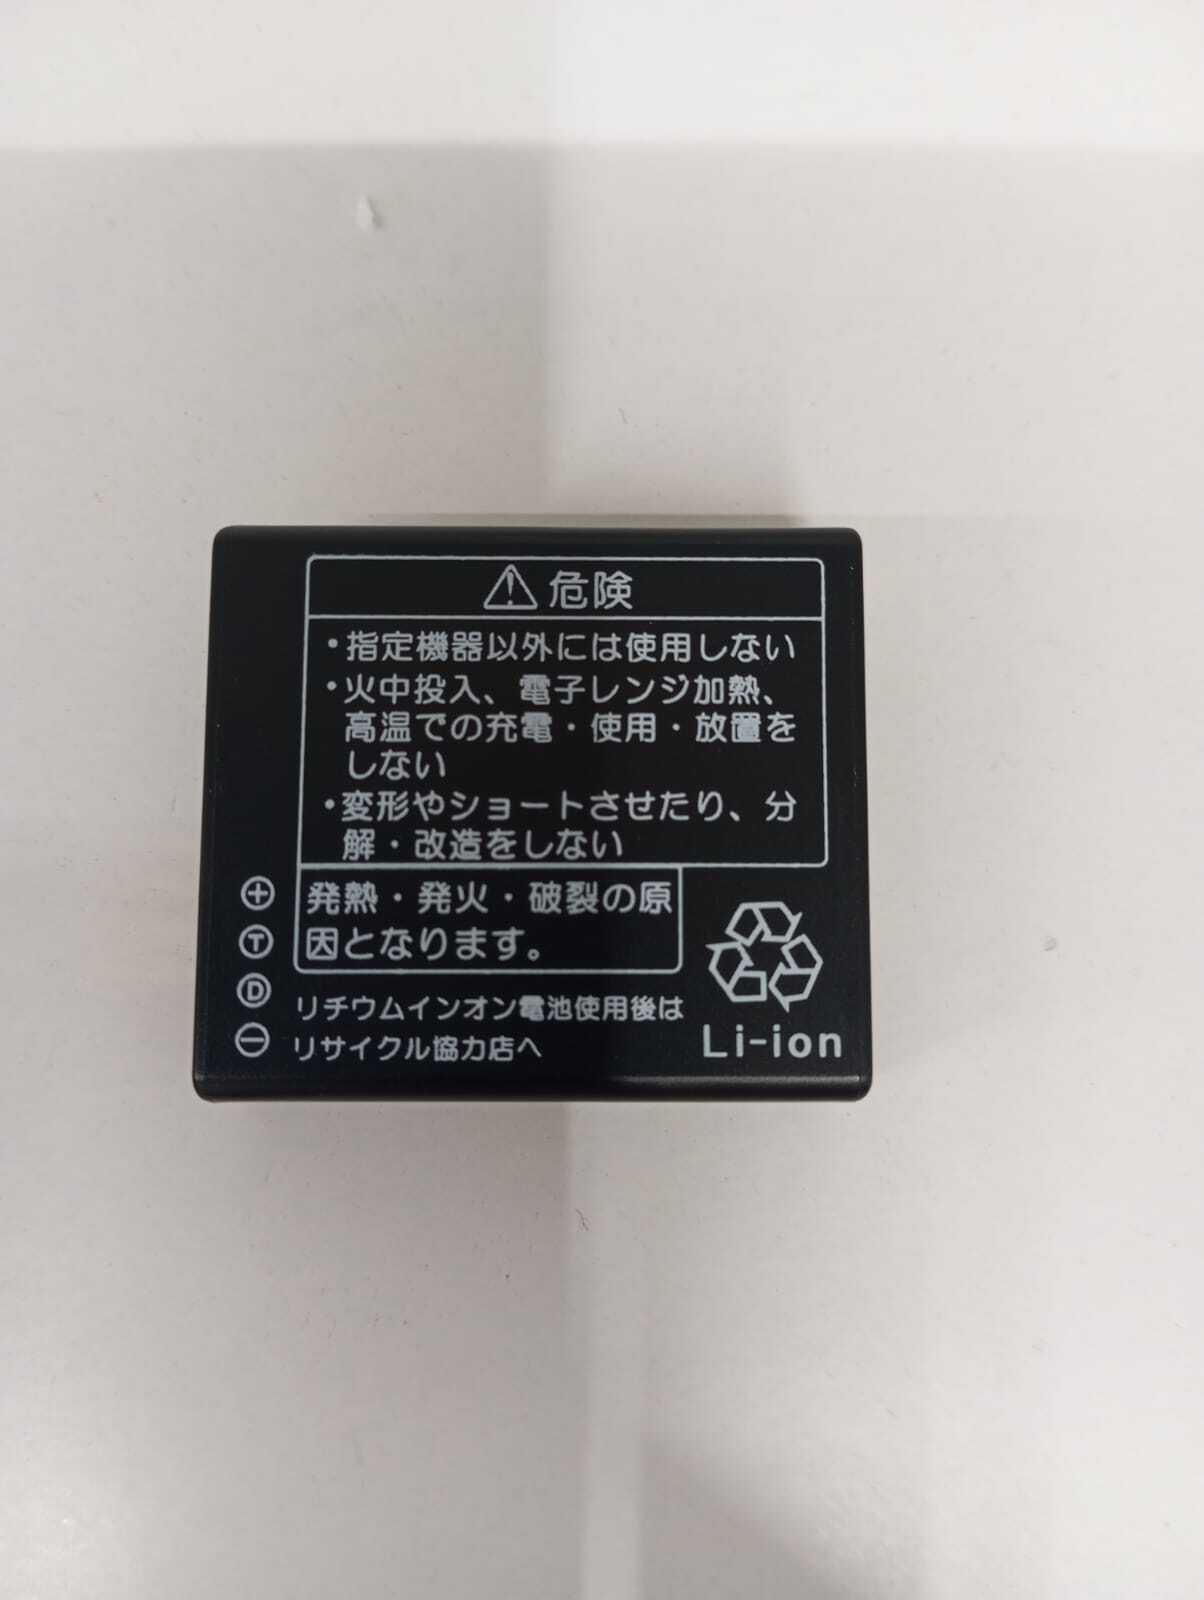 ⚠危険
・指定機器以外には使用しない
・火中投入、電子レンジ加熱、
高温での充電・使用・放置を
しない
・変形やショートさせたり、分
解・改造をしない
発熱・発火・破裂の原
因となります。
⊕
Ⓣ
Ⓓ
⊖
リチウムインオン電池使用後は
リサイクル協力店へ
Li-ion